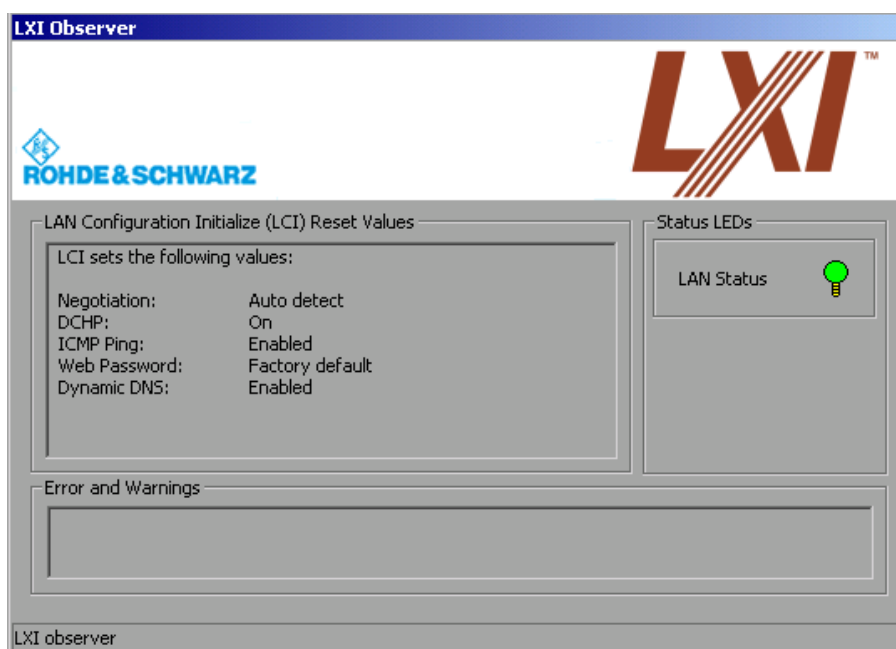 LXI Observer
LXI™
ROHDE & SCHWARZ
LAN Configuration Initialize (LCI) Reset Values
LCI sets the following values:
Negotiation: Auto detect
DCHP: On
ICMP Ping: Enabled
Web Password: Factory default
Dynamic DNS: Enabled
Status LEDs
LAN Status
Error and Warnings
LXI observer